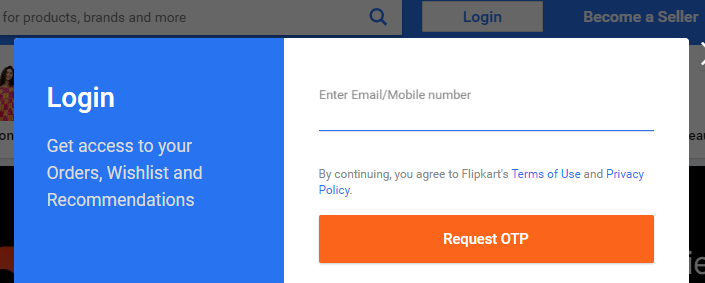 for products, brands and more
Login
Become a Seller
Login
Get access to your
Orders, Wishlist and
Recommendations
Enter Email/Mobile number
By continuing, you agree to Flipkart's Terms of Use and Privacy
Policy.
Request OTP